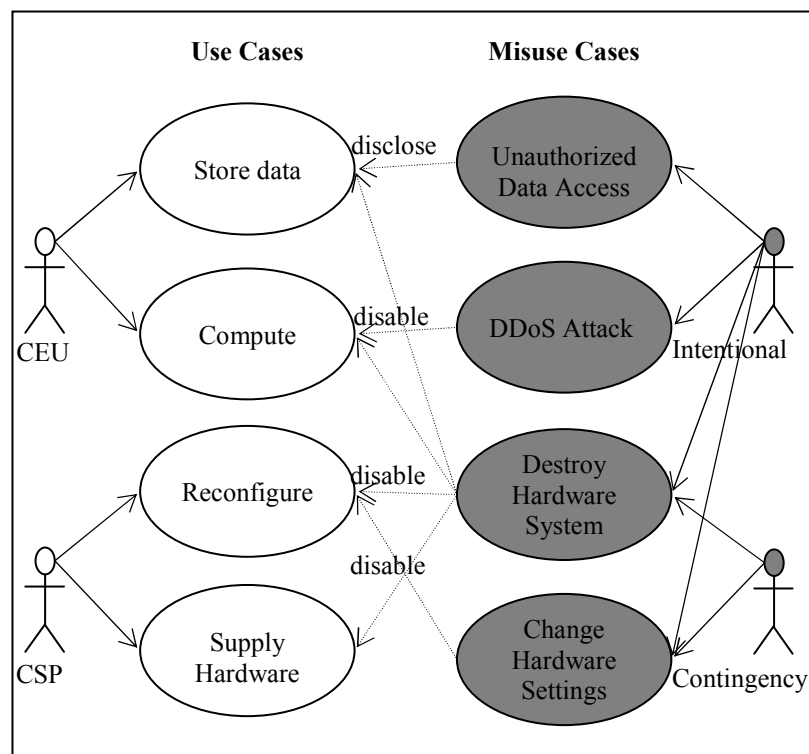 Use Cases
Misuse Cases
disclose
Store data
Unauthorized
Data Access
disable
Compute
DDoS Attack
CEU
Intentional
disable
Reconfigure
Destroy
Hardware
System
disable
Supply
Hardware
Change
Hardware
Settings
CSP
Contingency